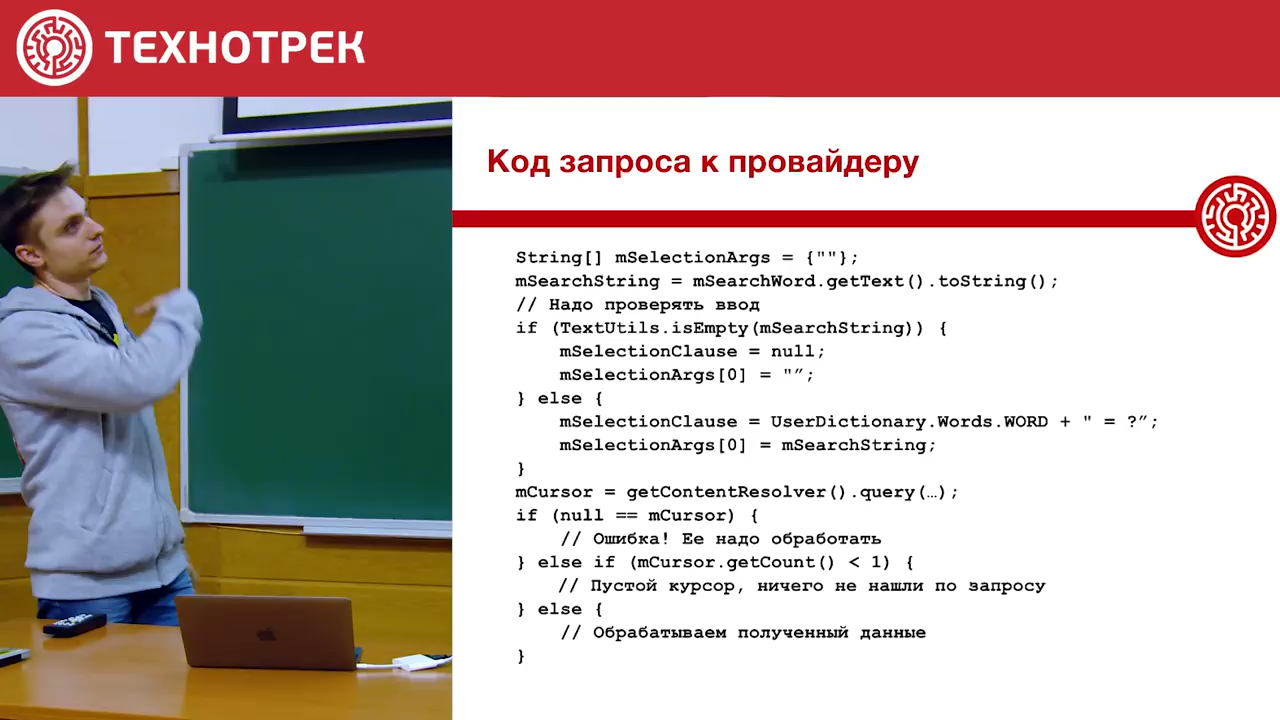 ТЕХНОТРЕК
Код запроса к провайдеру
String[] mSelectionArgs = {""};
mSearchString = mSearchWord.getText().toString();
// Надо проверять ввод
if (TextUtils.isEmpty(mSearchString)) {
    mSelectionClause = null;
    mSelectionArgs[0] = "”;
} else {
    mSelectionClause = UserDictionary.Words.WORD + " = ?”;
    mSelectionArgs[0] = mSearchString;
}
mCursor = getContentResolver().query(…);
if (null == mCursor) {
    // Ошибка! Ее надо обработать
} else if (mCursor.getCount() < 1) {
    // Пустой курсор, ничего не нашли по запросу
} else {
    // Обрабатываем полученный данные
}